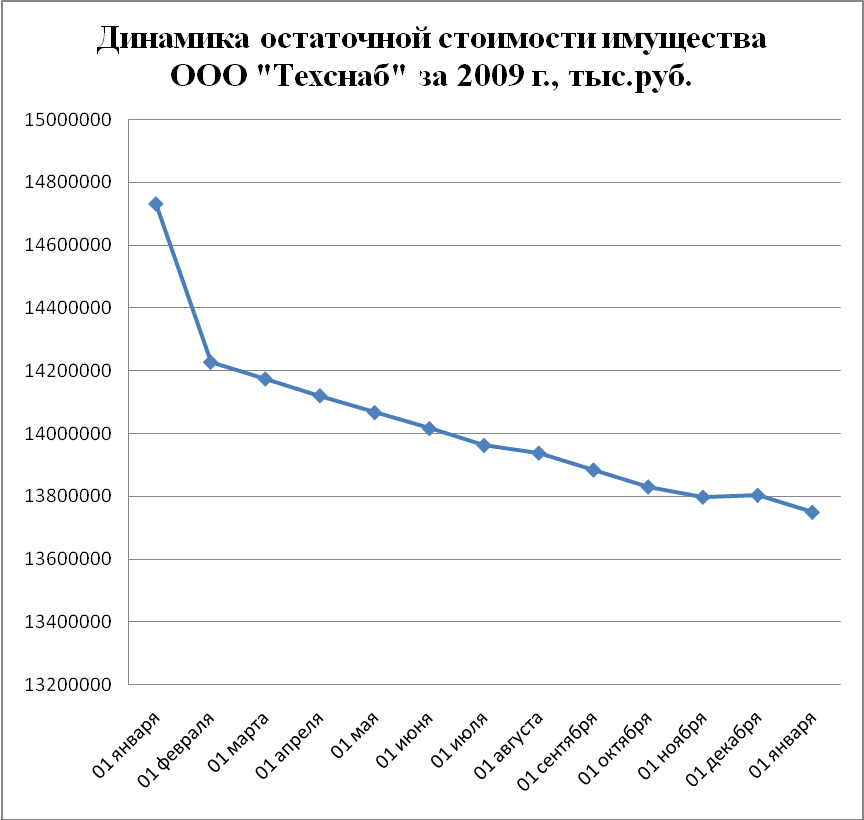 Динамика остаточной стоимости имущества
ООО "Техснаб" за 2009 г., тыс.руб.
15000000
14800000
14600000
14400000
14200000
14000000
13800000
13600000
13400000
13200000
01 января
01 февраля
01 марта
01 апреля
01 мая
01 июня
01 июля
01 августа
01 сентября
01 октября
01 ноября
01 декабря
01 января